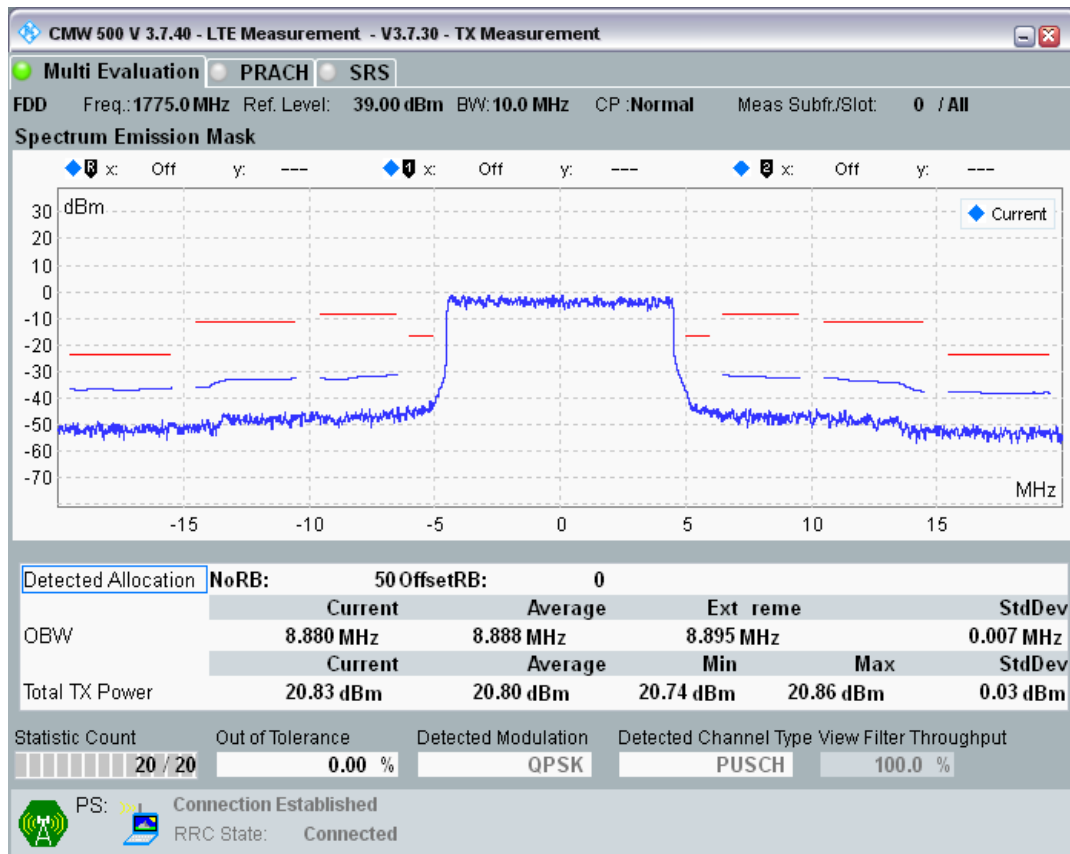 CMW 500 V 3.7.40 - LTE Measurement - V3.7.30 - TX Measurement
Multi Evaluation PRACH SRS
FDD Freq.: 1775.0 MHz Ref. Level: 39.00 dBm BW: 10.0 MHz CP :Normal Meas Subfr./Slot: 0 / All
Spectrum Emission Mask
R x: Off y: --- 1 x: Off y: --- 2 x: Off y: ---
dBm
Current
30
20
10
0
-10
-20
-30
-40
-50
-60
-70
MHz
-15 -10 -5 0 5 10 15
Detected Allocation NoRB: 50 OffsetRB: 0
Current Average Ext reme StdDev
OBW 8.880 MHz 8.888 MHz 8.895 MHz 0.007 MHz
Current Average Min Max StdDev
Total TX Power 20.83 dBm 20.80 dBm 20.74 dBm 20.86 dBm 0.03 dBm
Statistic Count Out of Tolerance Detected Modulation Detected Channel Type View Filter Throughput
20 / 20 0.00 % QPSK PUSCH 100.0 %
PS: Connection Established
RRC State: Connected